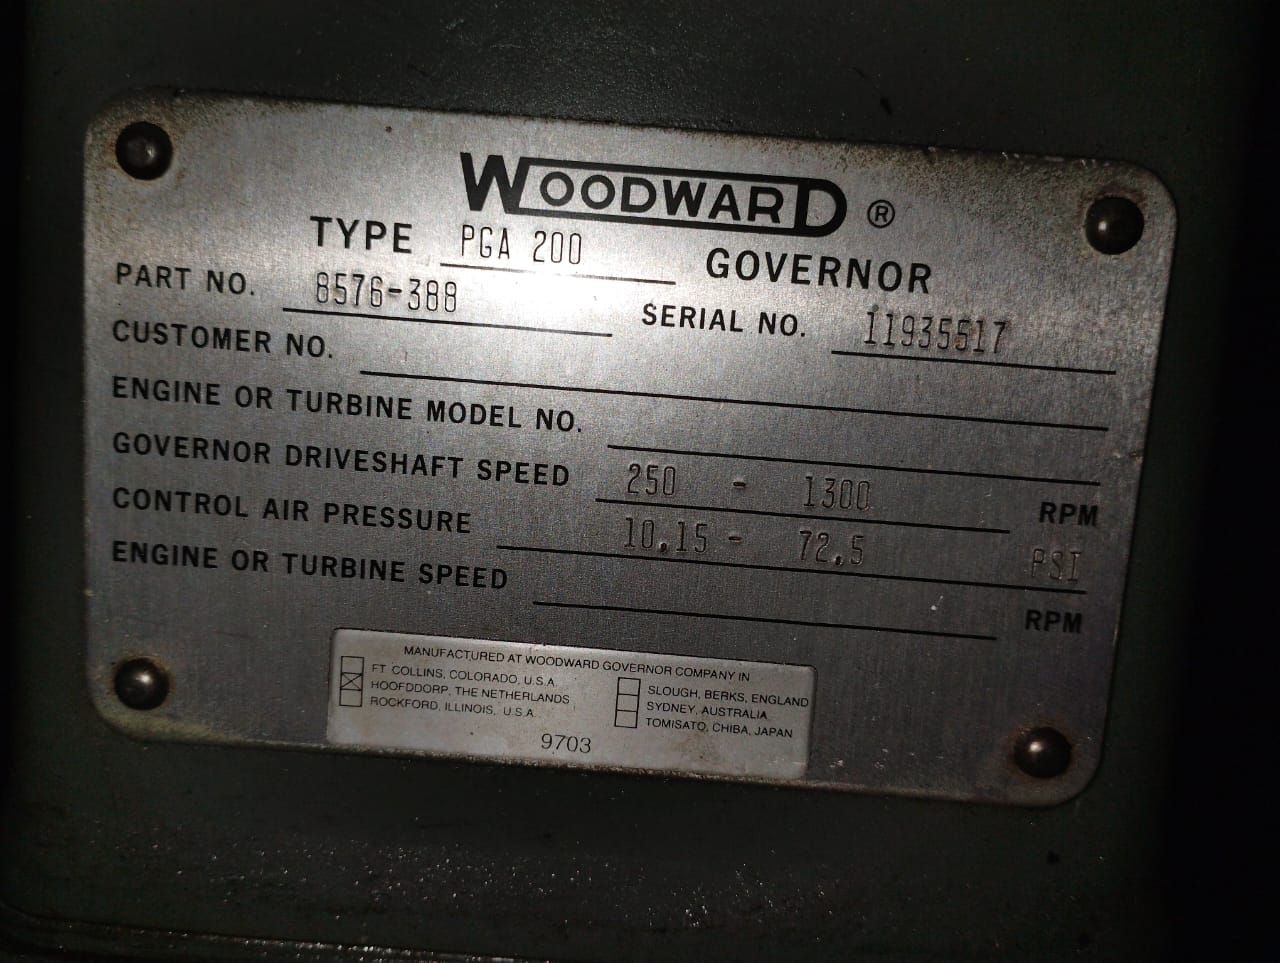 WOODWARD ®
TYPE PGA 200 GOVERNOR
PART NO. 8576-388 SERIAL NO. 11935517
CUSTOMER NO.
ENGINE OR TURBINE MODEL NO.
GOVERNOR DRIVESHAFT SPEED 250 - 1300 RPM
CONTROL AIR PRESSURE 10,15 - 72,5 PSI
ENGINE OR TURBINE SPEED RPM
MANUFACTURED AT WOODWARD GOVERNOR COMPANY IN
FT COLLINS, COLORADO, U.S.A.
HOOFDDORP, THE NETHERLANDS
ROCKFORD, ILLINOIS, U.S.A.
SLOUGH, BERKS, ENGLAND
SYDNEY, AUSTRALIA
TOMISATO, CHIBA, JAPAN
9703